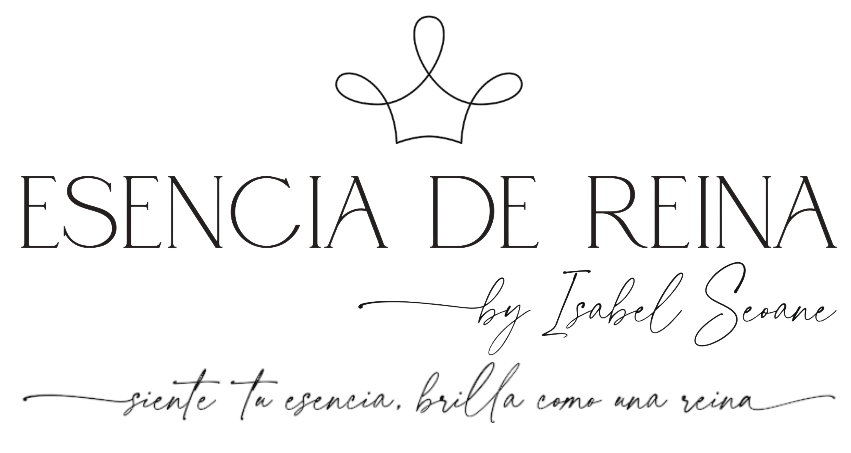 ESENCIA DE REINA
by Isabel Seoane
siente tu esencia, brilla como una reina